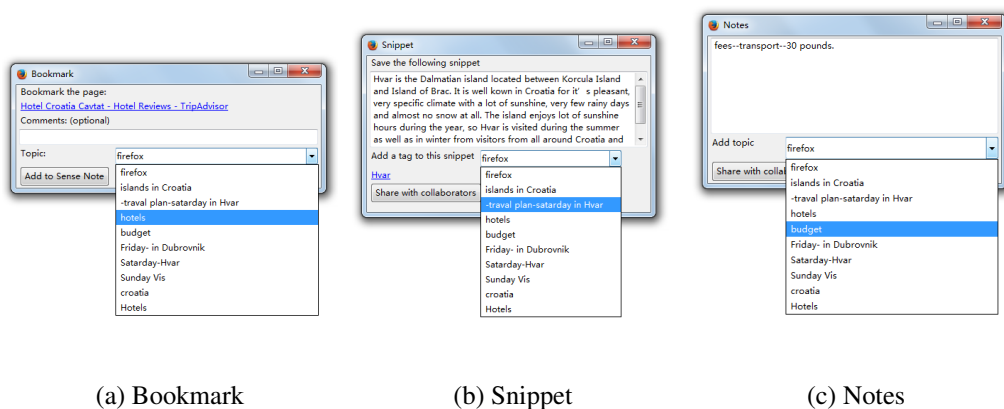 Bookmark
Bookmark the page:
Hotel Croatia Cavtat - Hotel Reviews - TripAdvisor
Comments: (optional)
Topic:
firefox
Add to Sense Note
firefox
islands in Croatia
-traval plan-satarday in Hvar
hotels
budget
Friday- in Dubrovnik
Satarday-Hvar
Sunday Vis
croatia
Hotels
Snippet
Save the following snippet
Hvar is the Dalmatian island located between Korcula Island
and Island of Brac. It is well kown in Croatia for it' s pleasant,
very specific climate with a lot of sunshine, very few rainy days
and almost no snow at all. The island enjoys lot of sunshine
hours during the year, so Hvar is visited during the summer
as well as in winter from visitors from all around Croatia and
Add a tag to this snippet
firefox
Hvar
Share with collaborators
firefox
islands in Croatia
-traval plan-satarday in Hvar
hotels
budget
Friday- in Dubrovnik
Satarday-Hvar
Sunday Vis
croatia
Hotels
Notes
fees--transport--30 pounds.
Add topic
firefox
Share with collal
firefox
islands in Croatia
-traval plan-satarday in Hvar
hotels
budget
Friday- in Dubrovnik
Satarday-Hvar
Sunday Vis
croatia
Hotels
(a) Bookmark
(b) Snippet
(c) Notes